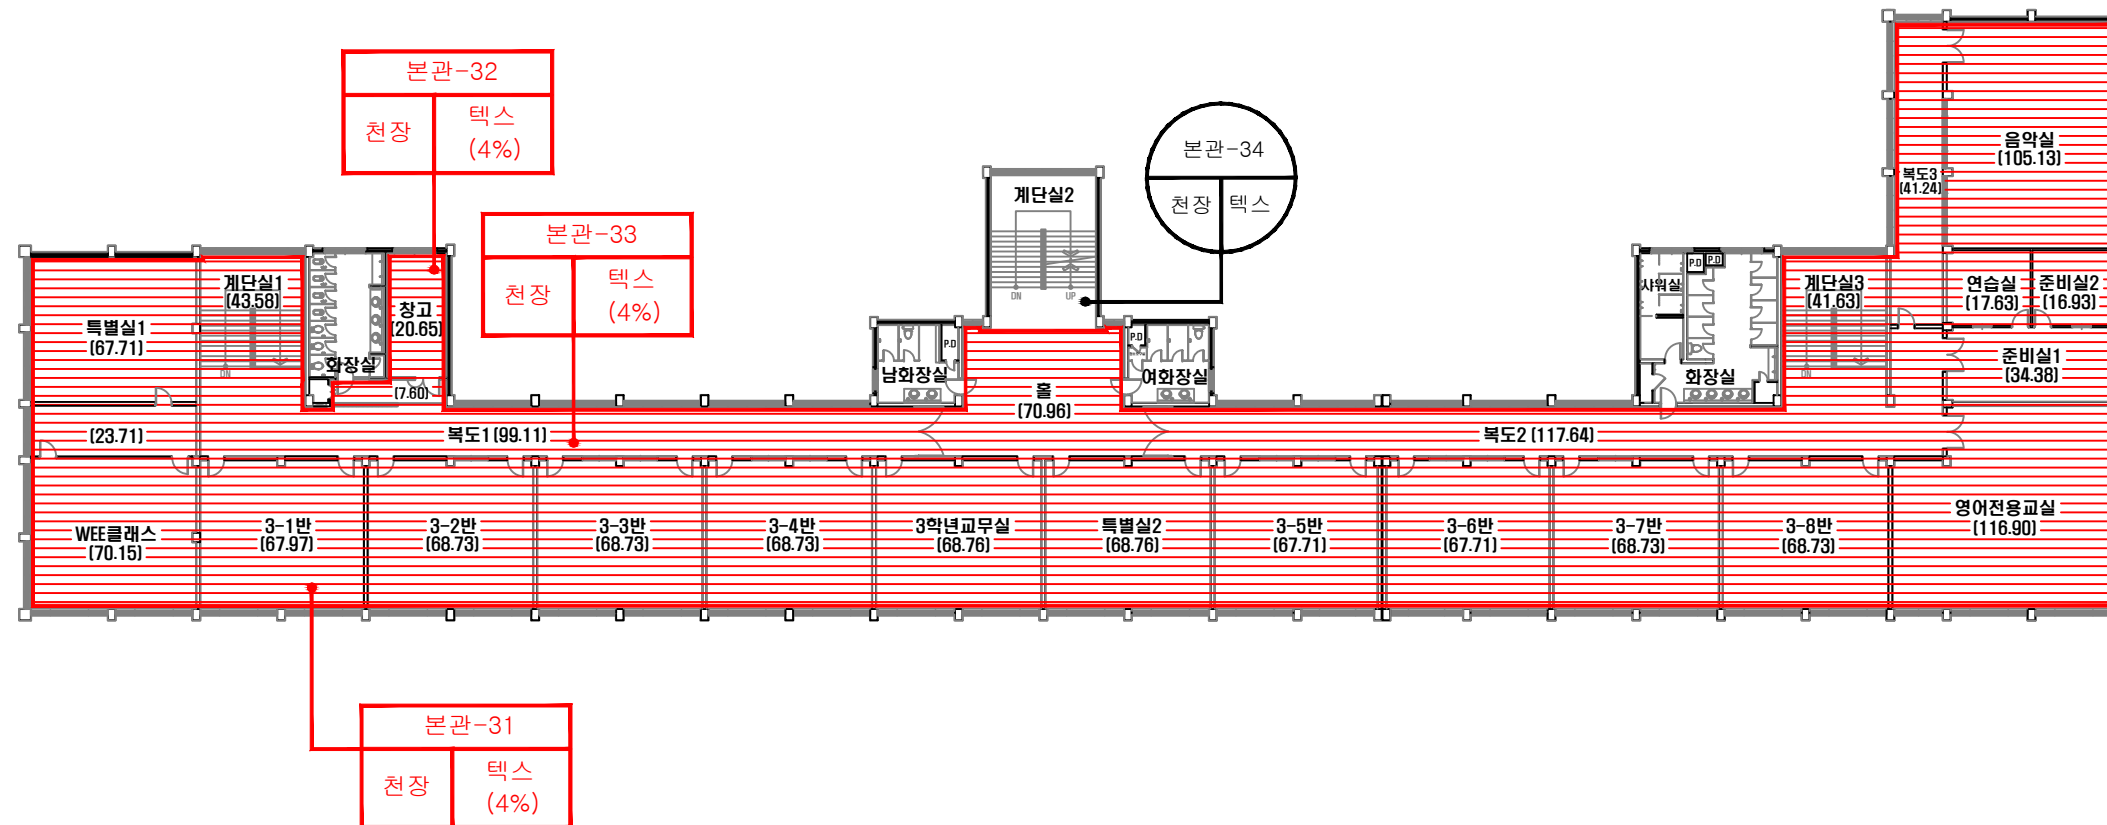 본관-32
천장
텍스
(4%)
본관-33
천장
텍스
(4%)
본관-34
천장
텍스
계단실2
DN
UP
음악실
(105.13)
복도3
(41.24)
계단실1
(43.58)
DN
창고
(20.65)
특별실1
(67.71)
화장실
(7.60)
남화장실
P.D
P.D
여화장실
홀
(70.96)
샤워실
P.D
P.D
화장실
계단실3
(41.63)
DN
연습실
(17.63)
준비실2
(16.93)
준비실1
(34.38)
(23.71)
복도1 (99.11)
복도2 (117.64)
WEE클래스
(70.15)
3-1반
(67.97)
3-2반
(68.73)
3-3반
(68.73)
3-4반
(68.73)
3학년교무실
(68.76)
특별실2
(68.76)
3-5반
(67.71)
3-6반
(67.71)
3-7반
(68.73)
3-8반
(68.73)
영어전용교실
(116.90)
본관-31
천장
텍스
(4%)